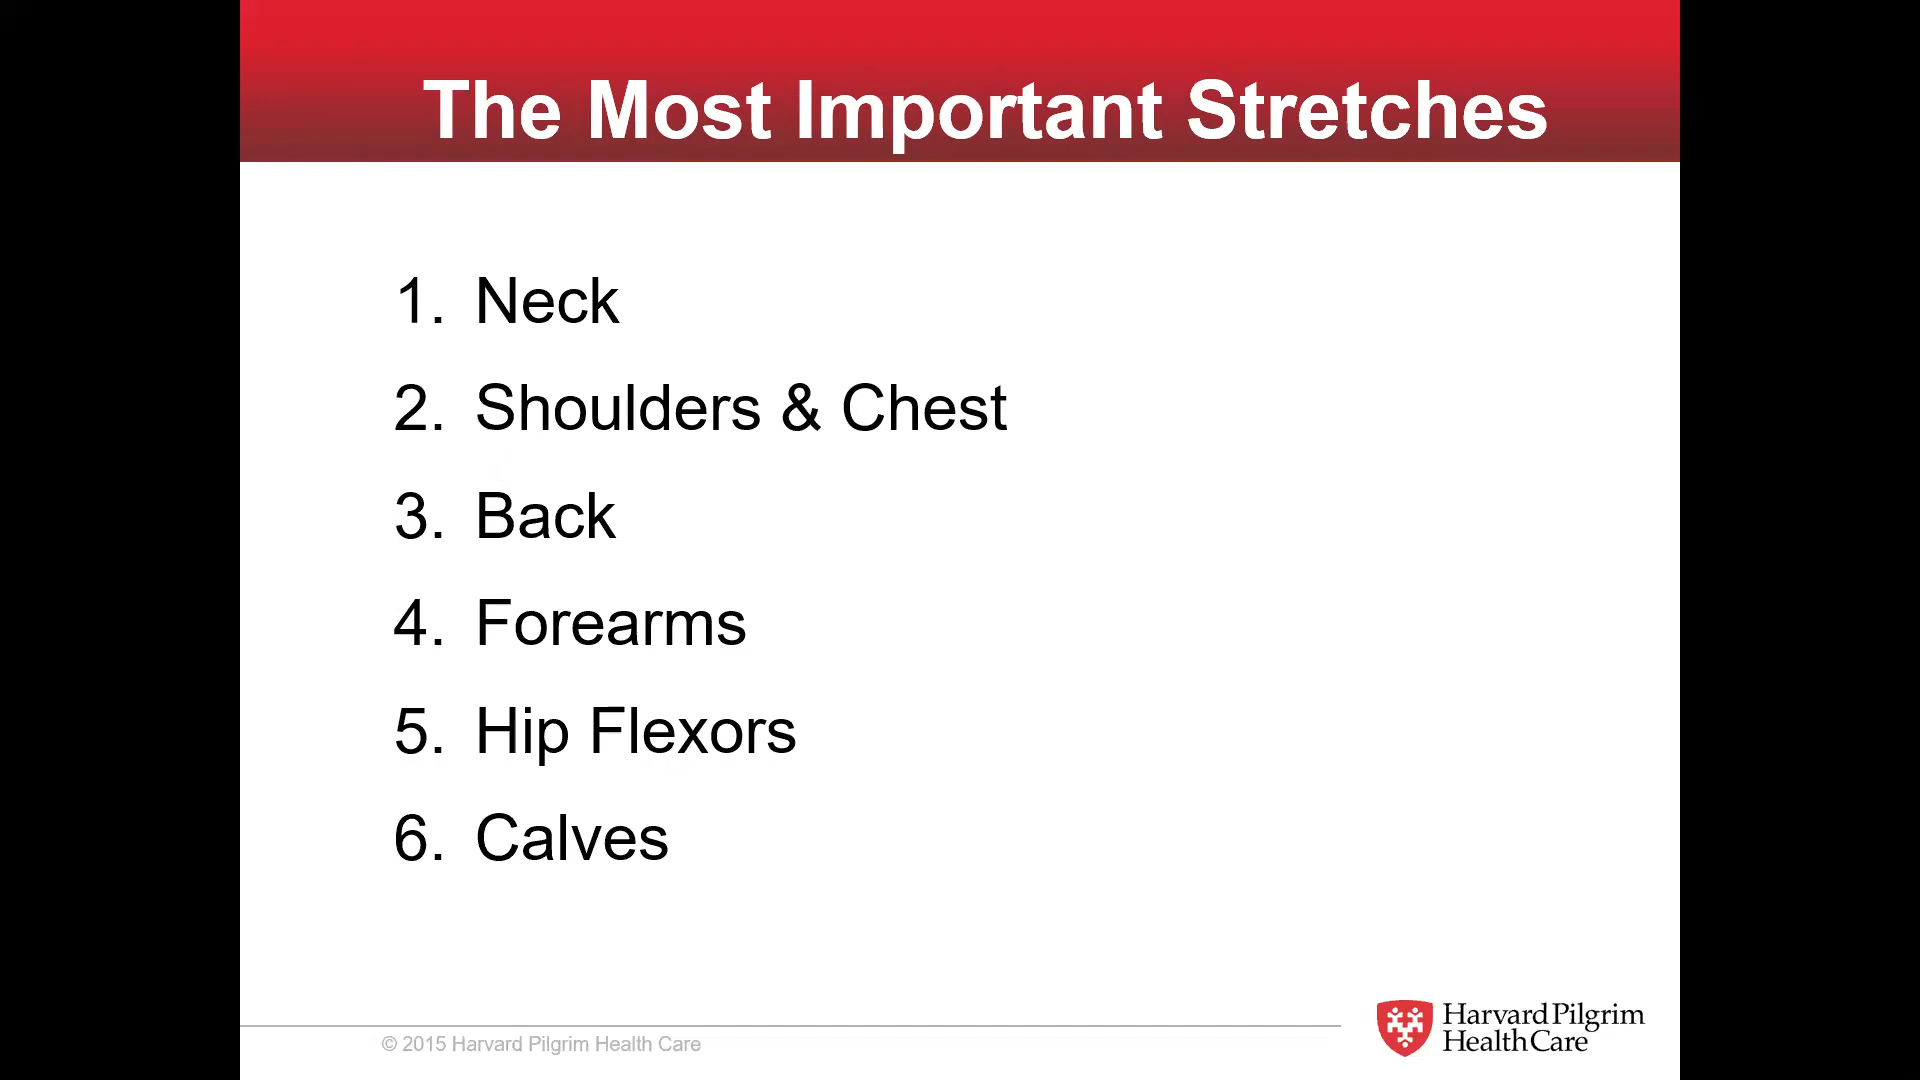 The Most Important Stretches
1. Neck
2. Shoulders & Chest
3. Back
4. Forearms
5. Hip Flexors
6. Calves
© 2015 Harvard Pilgrim Health Care
Harvard Pilgrim
Health Care